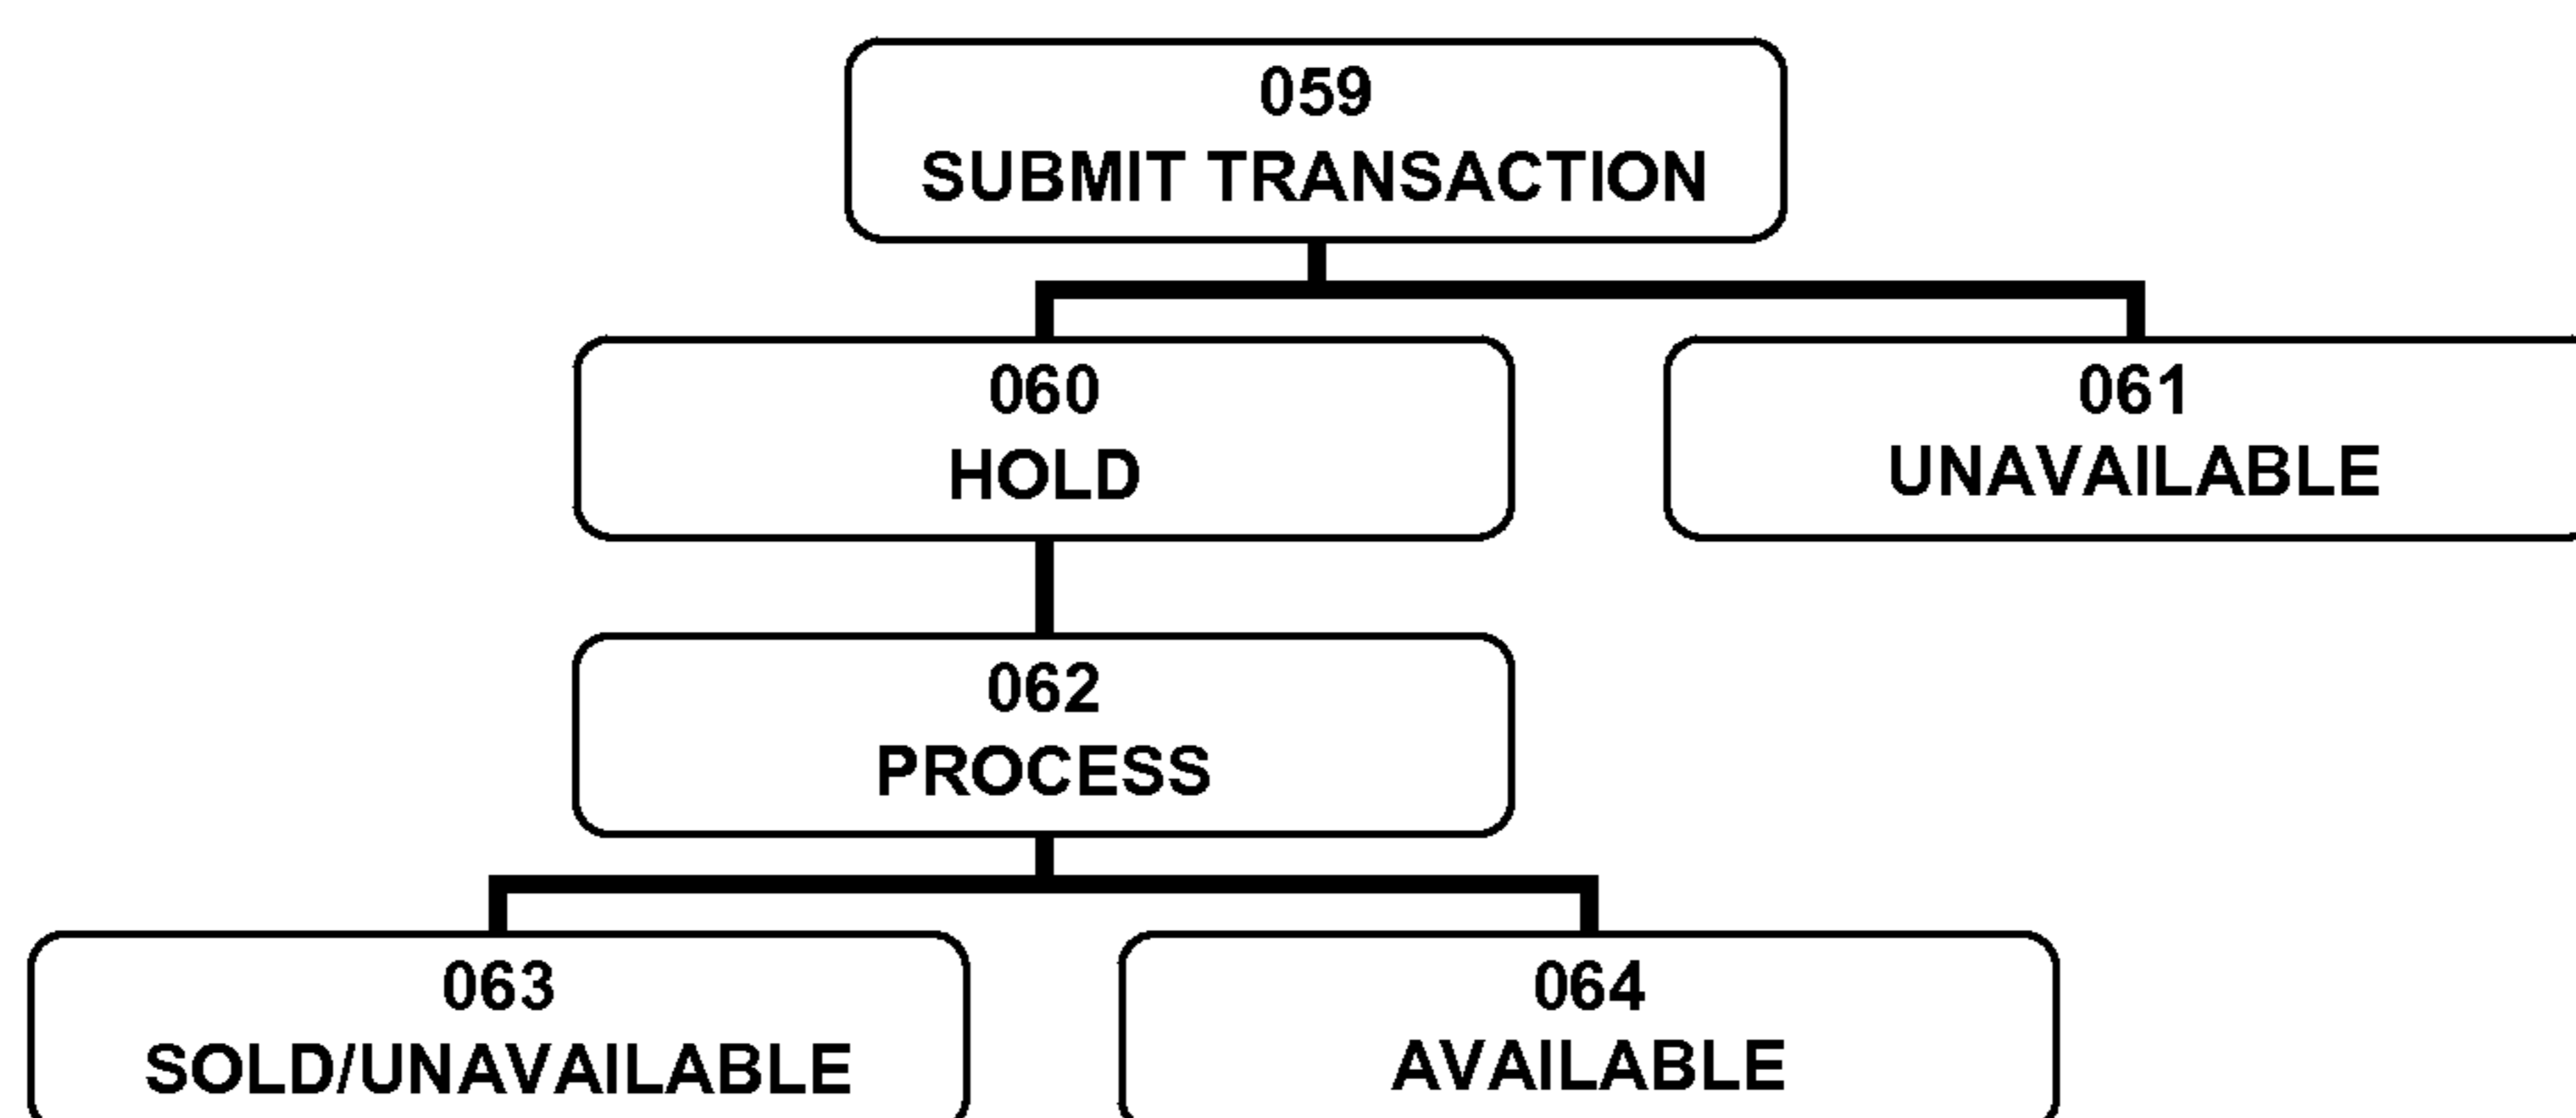 059
SUBMIT TRANSACTION
060
HOLD
061
UNAVAILABLE
062
PROCESS
063
SOLD/UNAVAILABLE
064
AVAILABLE